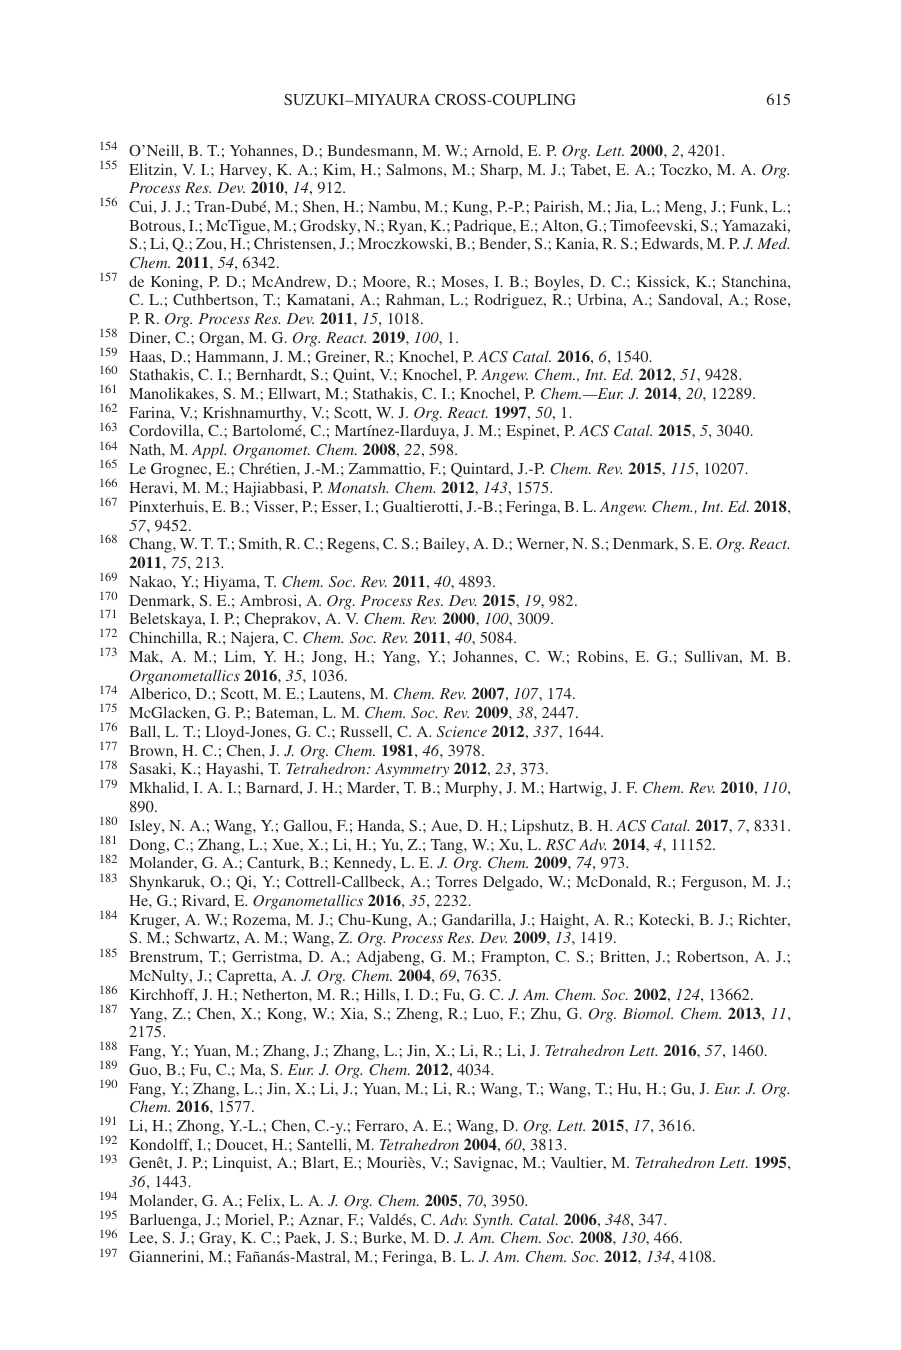 SUZUKI–MIYAURA CROSS-COUPLING 615
154 O’Neill, B. T.; Yohannes, D.; Bundesmann, M. W.; Arnold, E. P. Org. Lett. 2000, 2, 4201.
155 Elitzin, V. I.; Harvey, K. A.; Kim, H.; Salmons, M.; Sharp, M. J.; Tabet, E. A.; Toczko, M. A. Org.
Process Res. Dev. 2010, 14, 912.
156 Cui, J. J.; Tran-Dubé, M.; Shen, H.; Nambu, M.; Kung, P.-P.; Pairish, M.; Jia, L.; Meng, J.; Funk, L.;
Botrous, I.; McTigue, M.; Grodsky, N.; Ryan, K.; Padrique, E.; Alton, G.; Timofeevski, S.; Yamazaki,
S.; Li, Q.; Zou, H.; Christensen, J.; Mroczkowski, B.; Bender, S.; Kania, R. S.; Edwards, M. P. J. Med.
Chem. 2011, 54, 6342.
157 de Koning, P. D.; McAndrew, D.; Moore, R.; Moses, I. B.; Boyles, D. C.; Kissick, K.; Stanchina,
C. L.; Cuthbertson, T.; Kamatani, A.; Rahman, L.; Rodriguez, R.; Urbina, A.; Sandoval, A.; Rose,
P. R. Org. Process Res. Dev. 2011, 15, 1018.
158 Diner, C.; Organ, M. G. Org. React. 2019, 100, 1.
159 Haas, D.; Hammann, J. M.; Greiner, R.; Knochel, P. ACS Catal. 2016, 6, 1540.
160 Stathakis, C. I.; Bernhardt, S.; Quint, V.; Knochel, P. Angew. Chem., Int. Ed. 2012, 51, 9428.
161 Manolikakes, S. M.; Ellwart, M.; Stathakis, C. I.; Knochel, P. Chem.—Eur. J. 2014, 20, 12289.
162 Farina, V.; Krishnamurthy, V.; Scott, W. J. Org. React. 1997, 50, 1.
163 Cordovilla, C.; Bartolomé, C.; Martínez-Ilarduya, J. M.; Espinet, P. ACS Catal. 2015, 5, 3040.
164 Nath, M. Appl. Organomet. Chem. 2008, 22, 598.
165 Le Grognec, E.; Chrétien, J.-M.; Zammattio, F.; Quintard, J.-P. Chem. Rev. 2015, 115, 10207.
166 Heravi, M. M.; Hajiabbasi, P. Monatsh. Chem. 2012, 143, 1575.
167 Pinxterhuis, E. B.; Visser, P.; Esser, I.; Gualtierotti, J.-B.; Feringa, B. L. Angew. Chem., Int. Ed. 2018,
57, 9452.
168 Chang, W. T. T.; Smith, R. C.; Regens, C. S.; Bailey, A. D.; Werner, N. S.; Denmark, S. E. Org. React.
2011, 75, 213.
169 Nakao, Y.; Hiyama, T. Chem. Soc. Rev. 2011, 40, 4893.
170 Denmark, S. E.; Ambrosi, A. Org. Process Res. Dev. 2015, 19, 982.
171 Beletskaya, I. P.; Cheprakov, A. V. Chem. Rev. 2000, 100, 3009.
172 Chinchilla, R.; Najera, C. Chem. Soc. Rev. 2011, 40, 5084.
173 Mak, A. M.; Lim, Y. H.; Jong, H.; Yang, Y.; Johannes, C. W.; Robins, E. G.; Sullivan, M. B.
Organometallics 2016, 35, 1036.
174 Alberico, D.; Scott, M. E.; Lautens, M. Chem. Rev. 2007, 107, 174.
175 McGlacken, G. P.; Bateman, L. M. Chem. Soc. Rev. 2009, 38, 2447.
176 Ball, L. T.; Lloyd-Jones, G. C.; Russell, C. A. Science 2012, 337, 1644.
177 Brown, H. C.; Chen, J. J. Org. Chem. 1981, 46, 3978.
178 Sasaki, K.; Hayashi, T. Tetrahedron: Asymmetry 2012, 23, 373.
179 Mkhalid, I. A. I.; Barnard, J. H.; Marder, T. B.; Murphy, J. M.; Hartwig, J. F. Chem. Rev. 2010, 110,
890.
180 Isley, N. A.; Wang, Y.; Gallou, F.; Handa, S.; Aue, D. H.; Lipshutz, B. H. ACS Catal. 2017, 7, 8331.
181 Dong, C.; Zhang, L.; Xue, X.; Li, H.; Yu, Z.; Tang, W.; Xu, L. RSC Adv. 2014, 4, 11152.
182 Molander, G. A.; Canturk, B.; Kennedy, L. E. J. Org. Chem. 2009, 74, 973.
183 Shynkaruk, O.; Qi, Y.; Cottrell-Callbeck, A.; Torres Delgado, W.; McDonald, R.; Ferguson, M. J.;
He, G.; Rivard, E. Organometallics 2016, 35, 2232.
184 Kruger, A. W.; Rozema, M. J.; Chu-Kung, A.; Gandarilla, J.; Haight, A. R.; Kotecki, B. J.; Richter,
S. M.; Schwartz, A. M.; Wang, Z. Org. Process Res. Dev. 2009, 13, 1419.
185 Brenstrum, T.; Gerristma, D. A.; Adjabeng, G. M.; Frampton, C. S.; Britten, J.; Robertson, A. J.;
McNulty, J.; Capretta, A. J. Org. Chem. 2004, 69, 7635.
186 Kirchhoff, J. H.; Netherton, M. R.; Hills, I. D.; Fu, G. C. J. Am. Chem. Soc. 2002, 124, 13662.
187 Yang, Z.; Chen, X.; Kong, W.; Xia, S.; Zheng, R.; Luo, F.; Zhu, G. Org. Biomol. Chem. 2013, 11,
2175.
188 Fang, Y.; Yuan, M.; Zhang, J.; Zhang, L.; Jin, X.; Li, R.; Li, J. Tetrahedron Lett. 2016, 57, 1460.
189 Guo, B.; Fu, C.; Ma, S. Eur. J. Org. Chem. 2012, 4034.
190 Fang, Y.; Zhang, L.; Jin, X.; Li, J.; Yuan, M.; Li, R.; Wang, T.; Wang, T.; Hu, H.; Gu, J. Eur. J. Org.
Chem. 2016, 1577.
191 Li, H.; Zhong, Y.-L.; Chen, C.-y.; Ferraro, A. E.; Wang, D. Org. Lett. 2015, 17, 3616.
192 Kondolff, I.; Doucet, H.; Santelli, M. Tetrahedron 2004, 60, 3813.
193 Genêt, J. P.; Linquist, A.; Blart, E.; Mouriès, V.; Savignac, M.; Vaultier, M. Tetrahedron Lett. 1995,
36, 1443.
194 Molander, G. A.; Felix, L. A. J. Org. Chem. 2005, 70, 3950.
195 Barluenga, J.; Moriel, P.; Aznar, F.; Valdés, C. Adv. Synth. Catal. 2006, 348, 347.
196 Lee, S. J.; Gray, K. C.; Paek, J. S.; Burke, M. D. J. Am. Chem. Soc. 2008, 130, 466.
197 Giannerini, M.; Fañanás-Mastral, M.; Feringa, B. L. J. Am. Chem. Soc. 2012, 134, 4108.